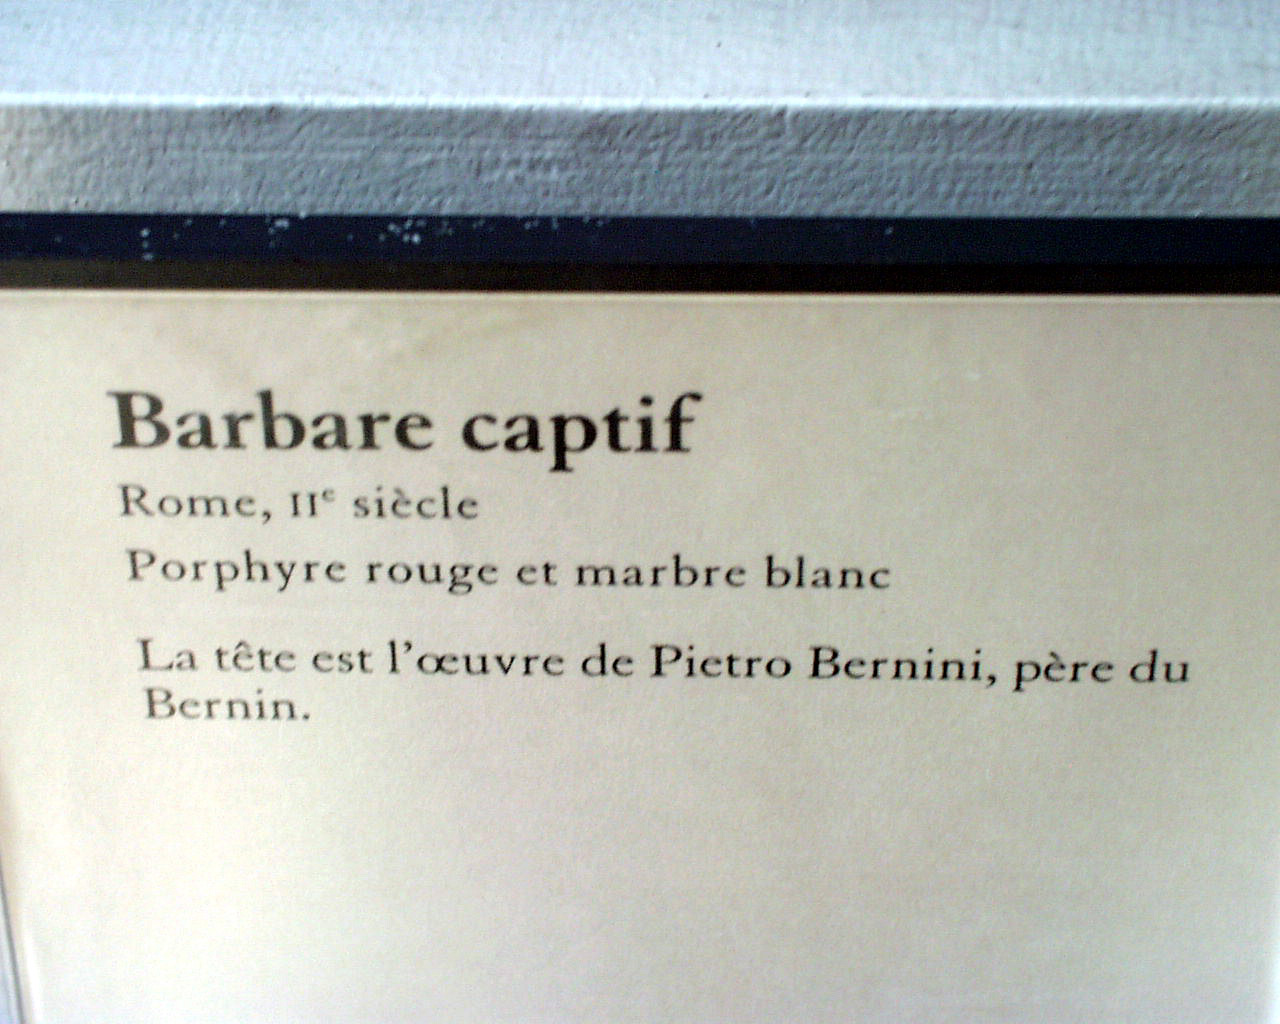 Barbare captif
Rome, IIe siècle
Porphyre rouge et marbre blanc
La tête est l'œuvre de Pietro Bernini, père du
Bernin.